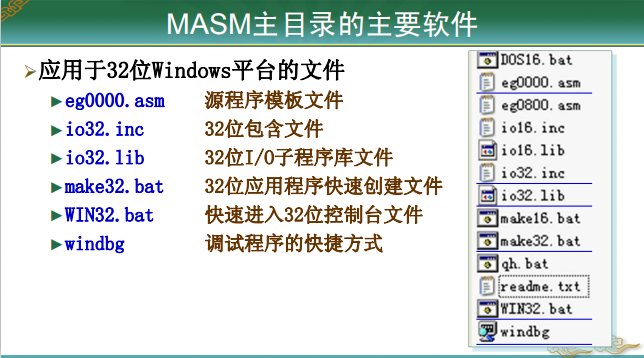 MASM主目录的主要软件
应用于32位Windows平台的文件
eg0000.asm 源程序模板文件
io32.inc 32位包含文件
io32.lib 32位I/O子程序库文件
make32.bat 32位应用程序快速创建文件
WIN32.bat 快速进入32位控制台文件
windbg 调试程序的快捷方式
DOS16.bat
eg0000.asm
eg0800.asm
io16.inc
io16.lib
io32.inc
io32.lib
make16.bat
make32.bat
qh.bat
readme.txt
WIN32.bat
windbg